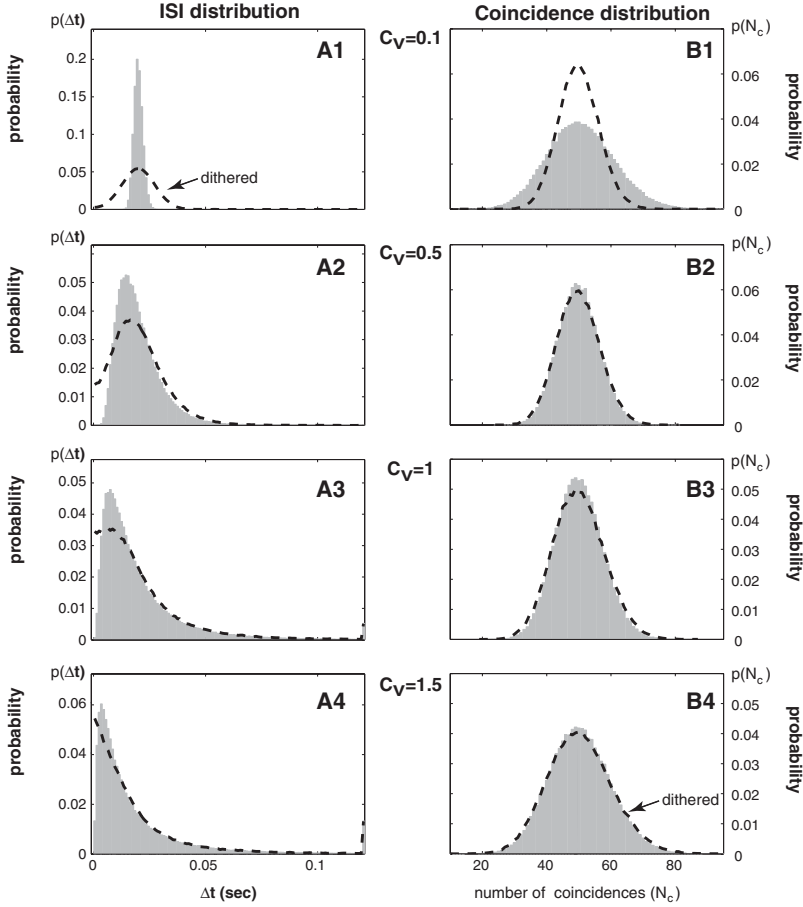 ISI distribution
Coincidence distribution
p(Δt)
A1
C_V=0.1
B1
p(N_c)
probability
0.2
0.15
0.1
0.05
0
dithered
0.06
0.04
0.02
0
probability
p(Δt)
A2
C_V=0.5
B2
p(N_c)
probability
0.05
0.04
0.03
0.02
0.01
0
0.06
0.04
0.02
0
probability
p(Δt)
A3
C_V=1
B3
p(N_c)
probability
0.05
0.04
0.03
0.02
0.01
0
0.05
0.04
0.03
0.02
0.01
0
probability
p(Δt)
A4
C_V=1.5
B4
p(N_c)
probability
0.06
0.04
0.02
0
dithered
0.05
0.04
0.03
0.02
0.01
0
probability
0 0.05 0.1
20 40 60 80
Δt (sec)
number of coincidences (N_c)